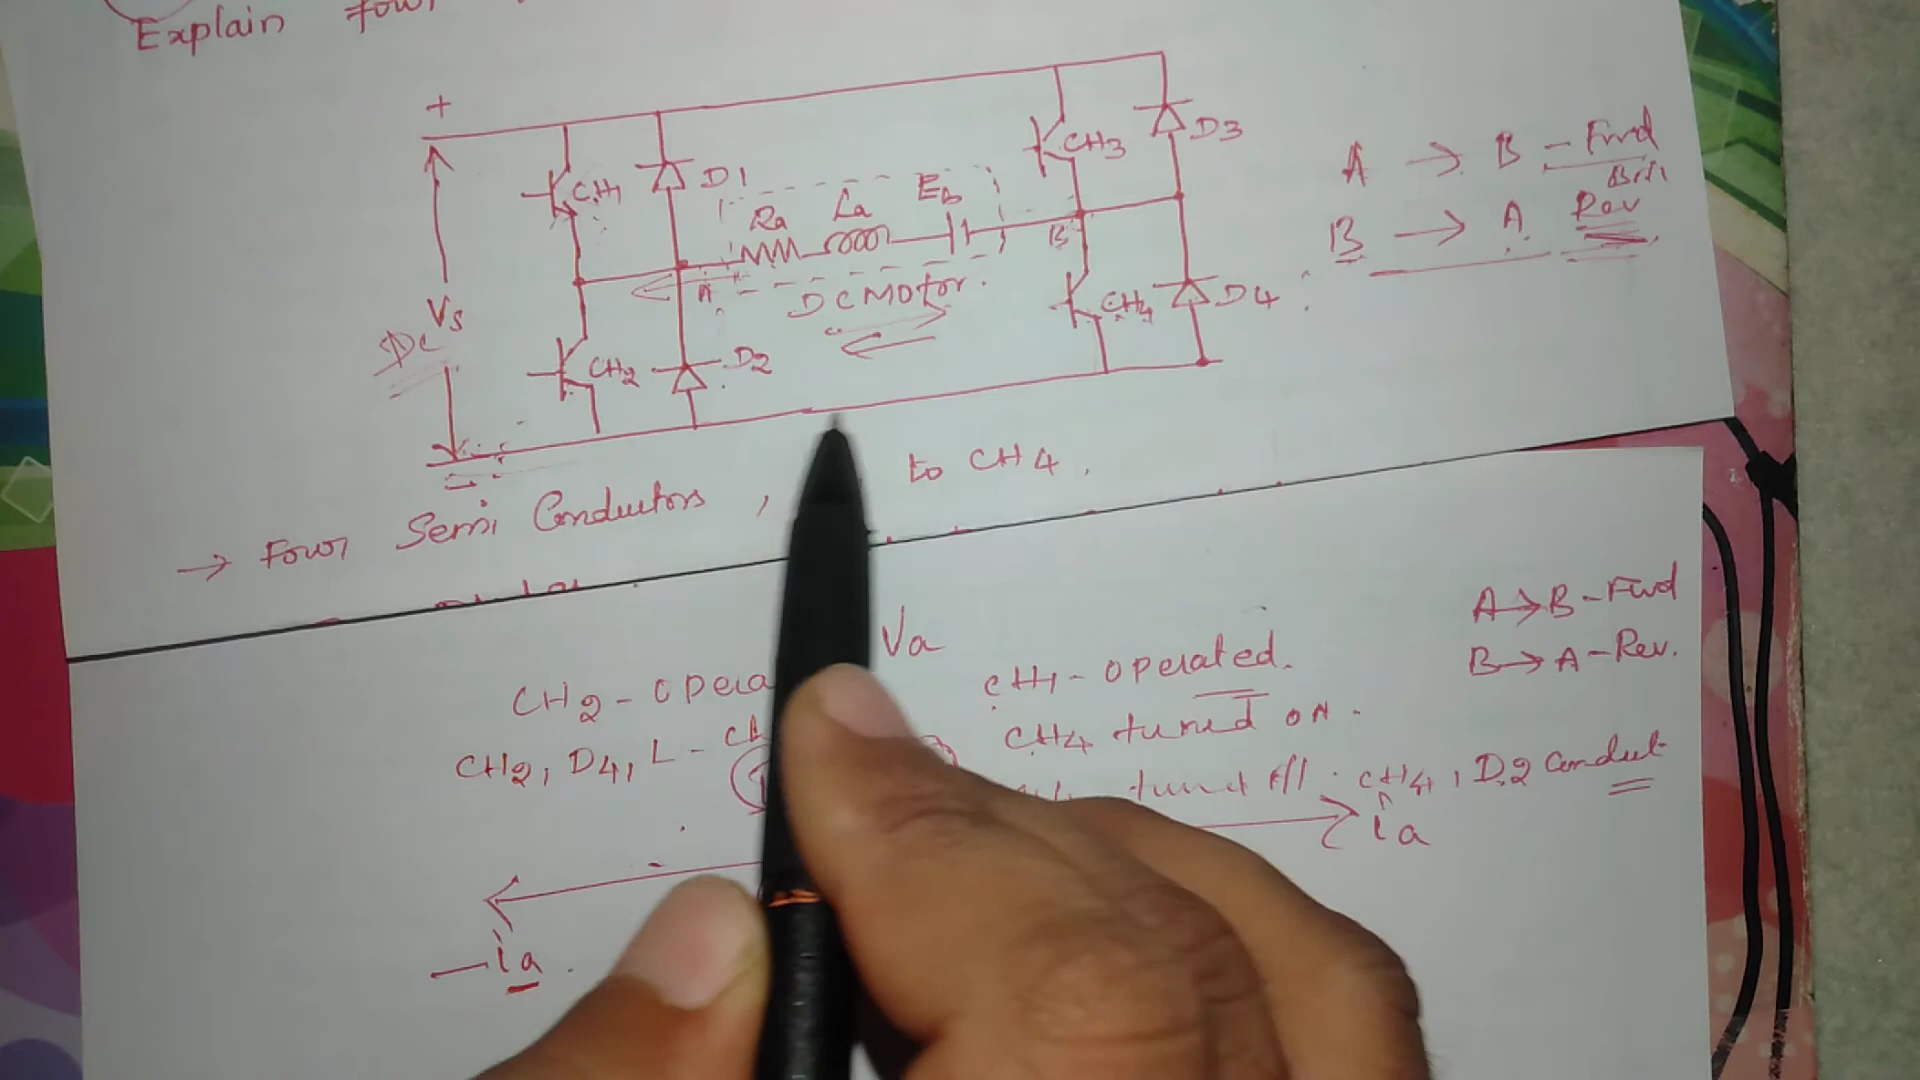 Explain four
+
CH1 D1 Ra La Eb CH3 D3
A B
DC Motor.
Vs
DC
CH2 D2 CH4 D4
A → B - Fwd
B → A Rev
→ Four Semi Conductors, to CH4.
Va
A → B - Fwd
B → A - Rev.
CH2 - Opera
CH2, D4, L -
CH1 - Operated.
CH4 tuned ON.
CH4, D2 Conduct
ia
-ia